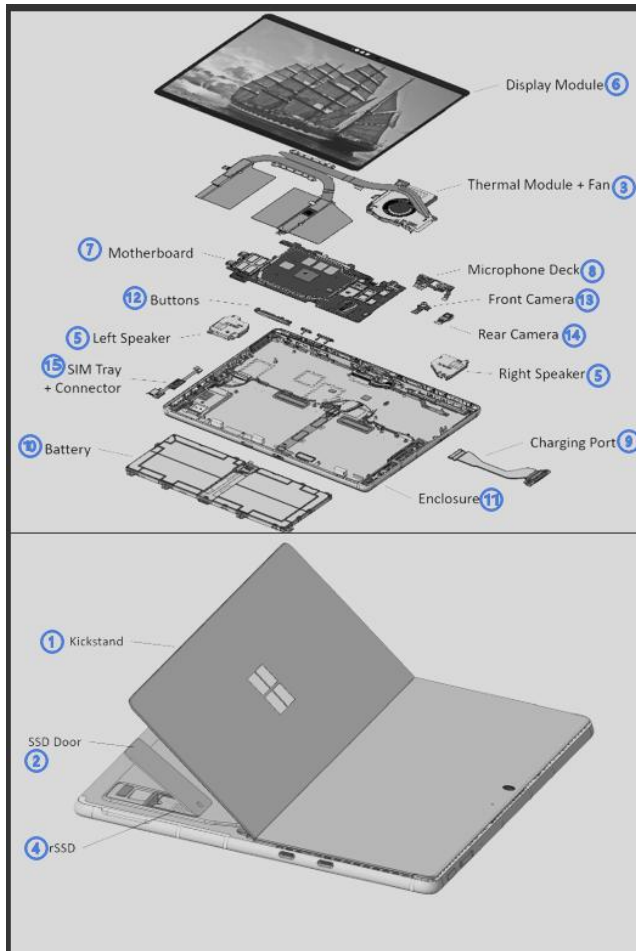 Display Module 6
Thermal Module + Fan 3
7 Motherboard
Microphone Deck 8
12 Buttons
Front Camera 13
5 Left Speaker
Rear Camera 14
15 SIM Tray
+ Connector
Right Speaker 5
10 Battery
Charging Port 9
Enclosure 11
1 Kickstand
SSD Door
2
4 rSSD